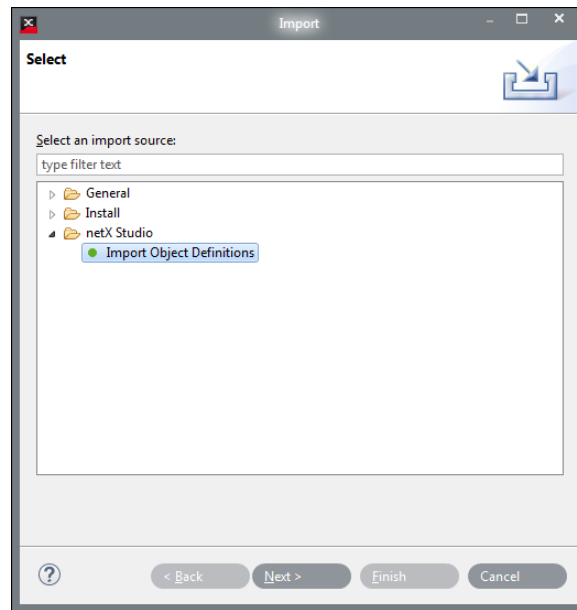 Import
Select
Select an import source:
type filter text
General
Install
netX Studio
Import Object Definitions
? < Back Next > Finish Cancel